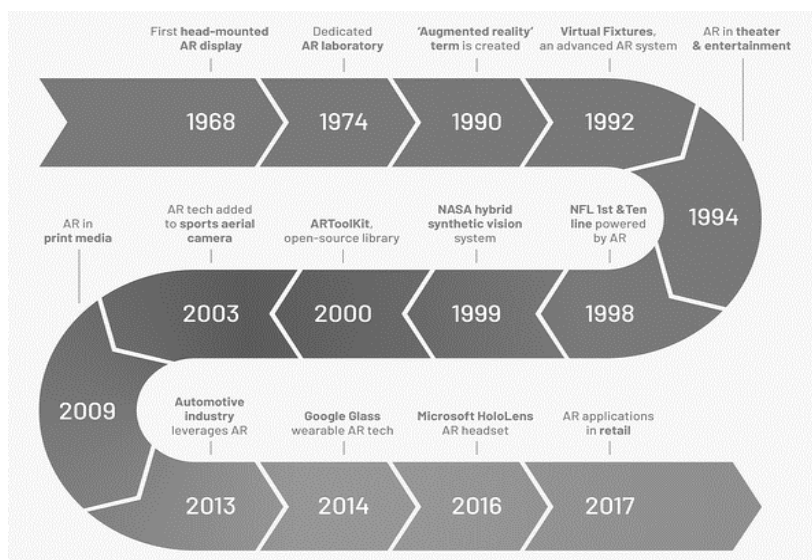 First head-mounted
AR display
Dedicated
AR laboratory
'Augmented reality'
term is created
Virtual Fixtures,
an advanced AR system
AR in theater
& entertainment
1968
1974
1990
1992
1994
AR in
print media
AR tech added
to sports aerial
camera
ARToolKit,
open-source library
NASA hybrid
synthetic vision
system
NFL 1st &Ten
line powered
by AR
2003
2000
1999
1998
2009
Automotive
industry
leverages AR
Google Glass
wearable AR tech
Microsoft HoloLens
AR headset
AR applications
in retail
2013
2014
2016
2017